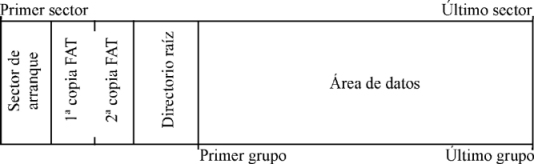 Primer sector
Último sector
Sector de
arranque
1ª copia FAT
2ª copia FAT
Directorio raíz
Área de datos
Primer grupo
Último grupo